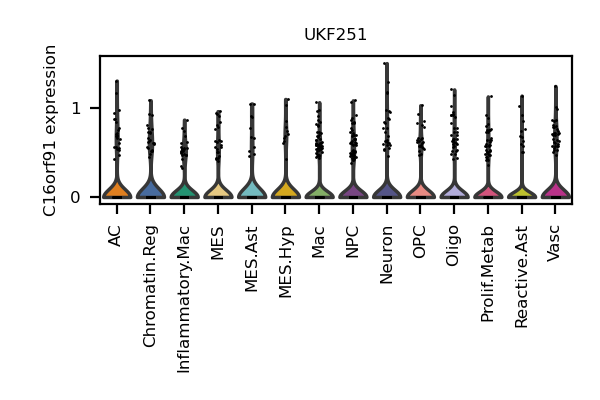 UKF251
C16orf91 expression
1
0
AC
Chromatin.Reg
Inflammatory.Mac
MES
MES.Ast
MES.Hyp
Mac
NPC
Neuron
OPC
Oligo
Prolif.Metab
Reactive.Ast
Vasc